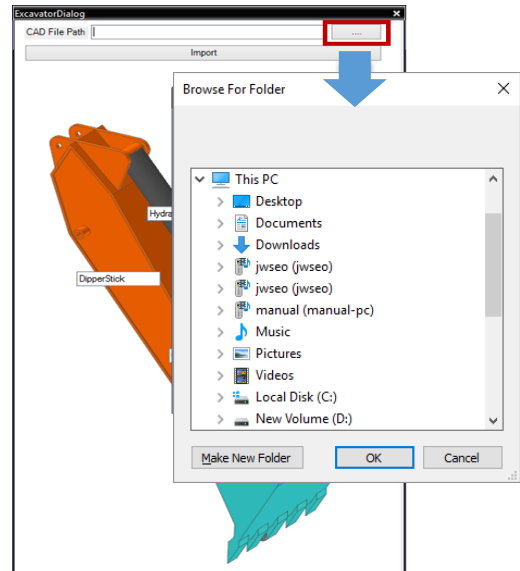 ExcavatorDialog
CAD File Path
....
Import
Browse For Folder
This PC
Desktop
Documents
Downloads
jwseo (jwseo)
jwseo (jwseo)
manual (manual-pc)
Music
Pictures
Videos
Local Disk (C:)
New Volume (D:)
Make New Folder
OK
Cancel
Hydra
DipperStick